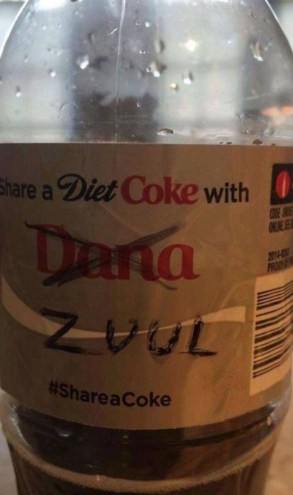 Share a Diet Coke with
Dana
ZUUL
#ShareaCoke